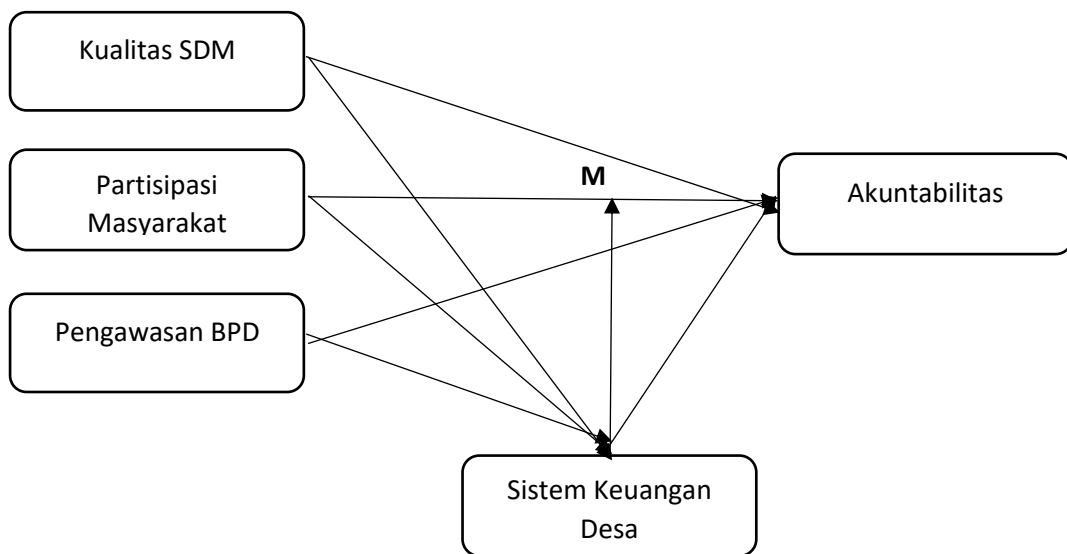 Kualitas SDM
Partisipasi
Masyarakat
M
Akuntabilitas
Pengawasan BPD
Sistem Keuangan
Desa